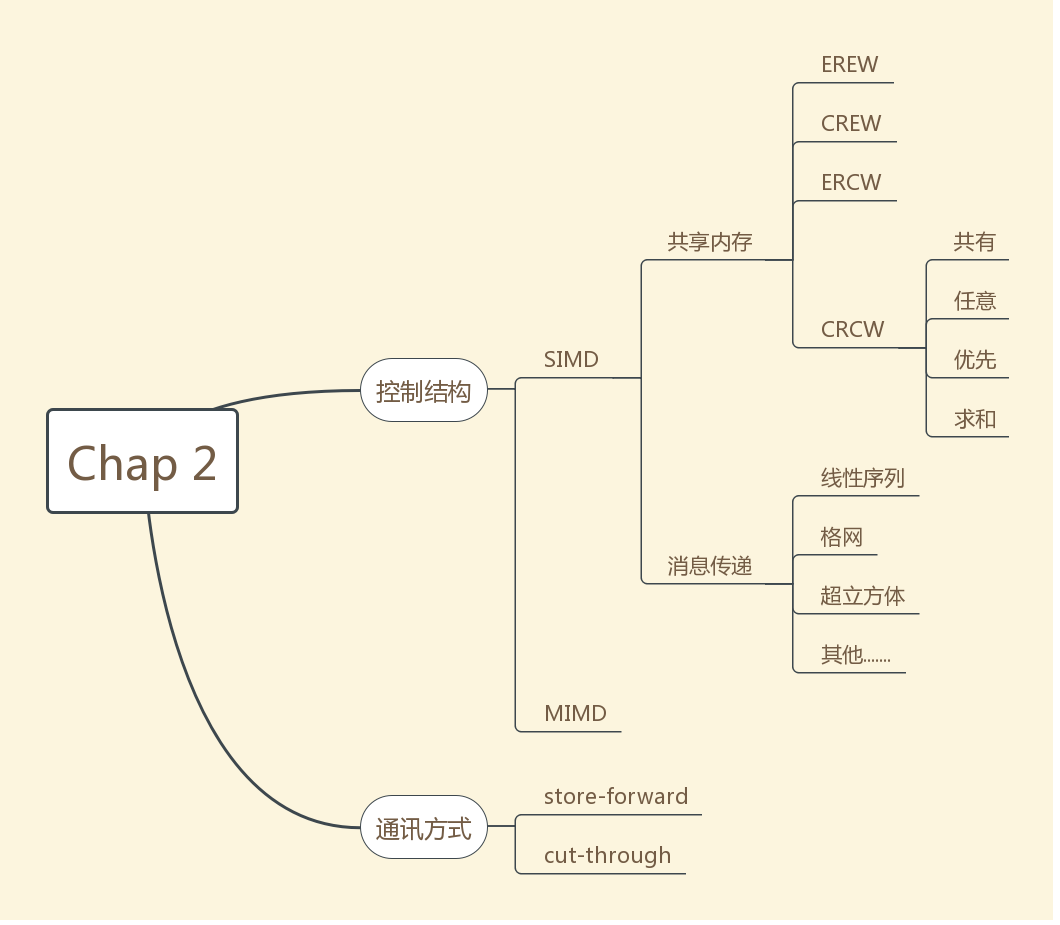 Chap 2
控制结构
SIMD
共享内存
EREW
CREW
ERCW
CRCW
共有
任意
优先
求和
消息传递
线性序列
格网
超立方体
其他.......
MIMD
通讯方式
store-forward
cut-through